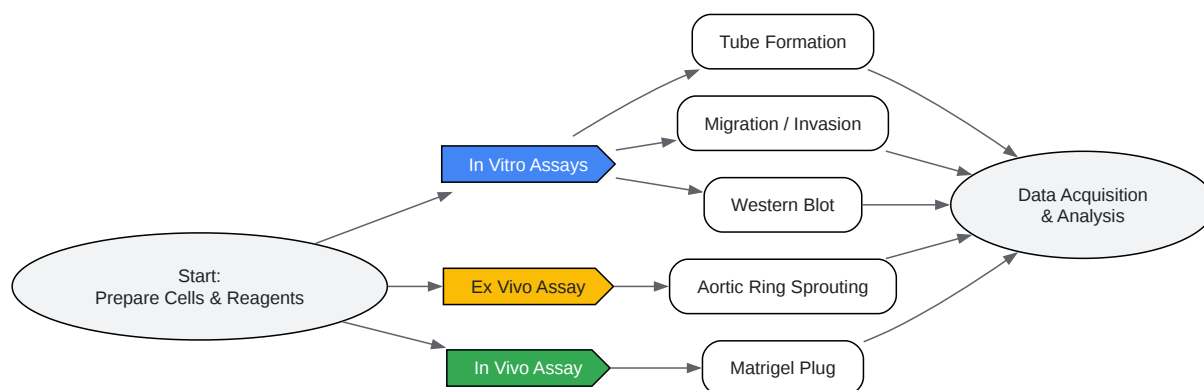 Start:
Prepare Cells & Reagents
In Vitro Assays
Ex Vivo Assay
In Vivo Assay
Tube Formation
Migration / Invasion
Western Blot
Aortic Ring Sprouting
Matrigel Plug
Data Acquisition
& Analysis